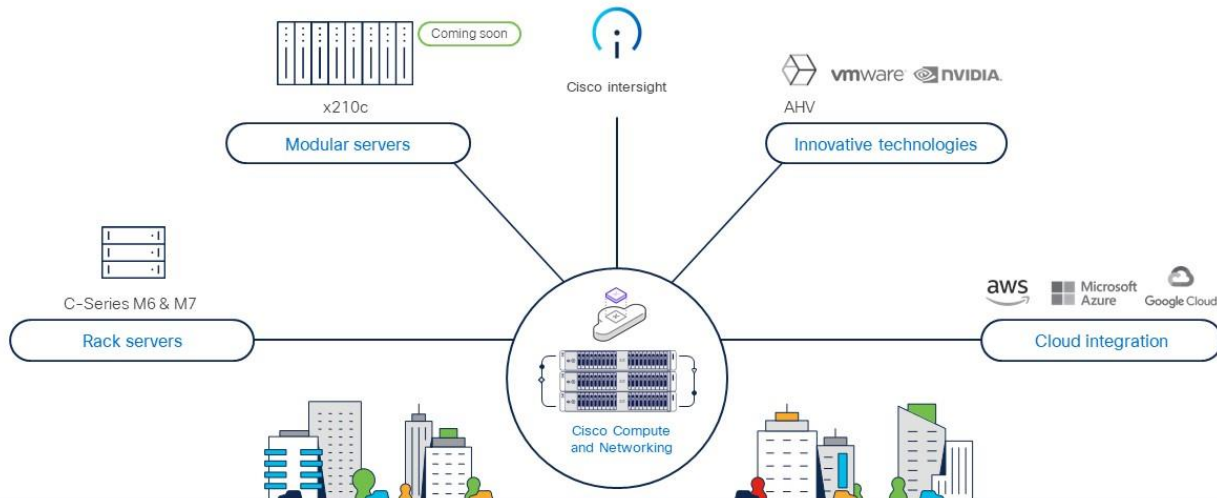 Coming soon
x210c
Modular servers
Cisco intersight
vmware NVIDIA.
AHV
Innovative technologies
C-Series M6 & M7
Rack servers
aws
Microsoft
Azure
Google Cloud
Cloud integration
Cisco Compute
and Networking